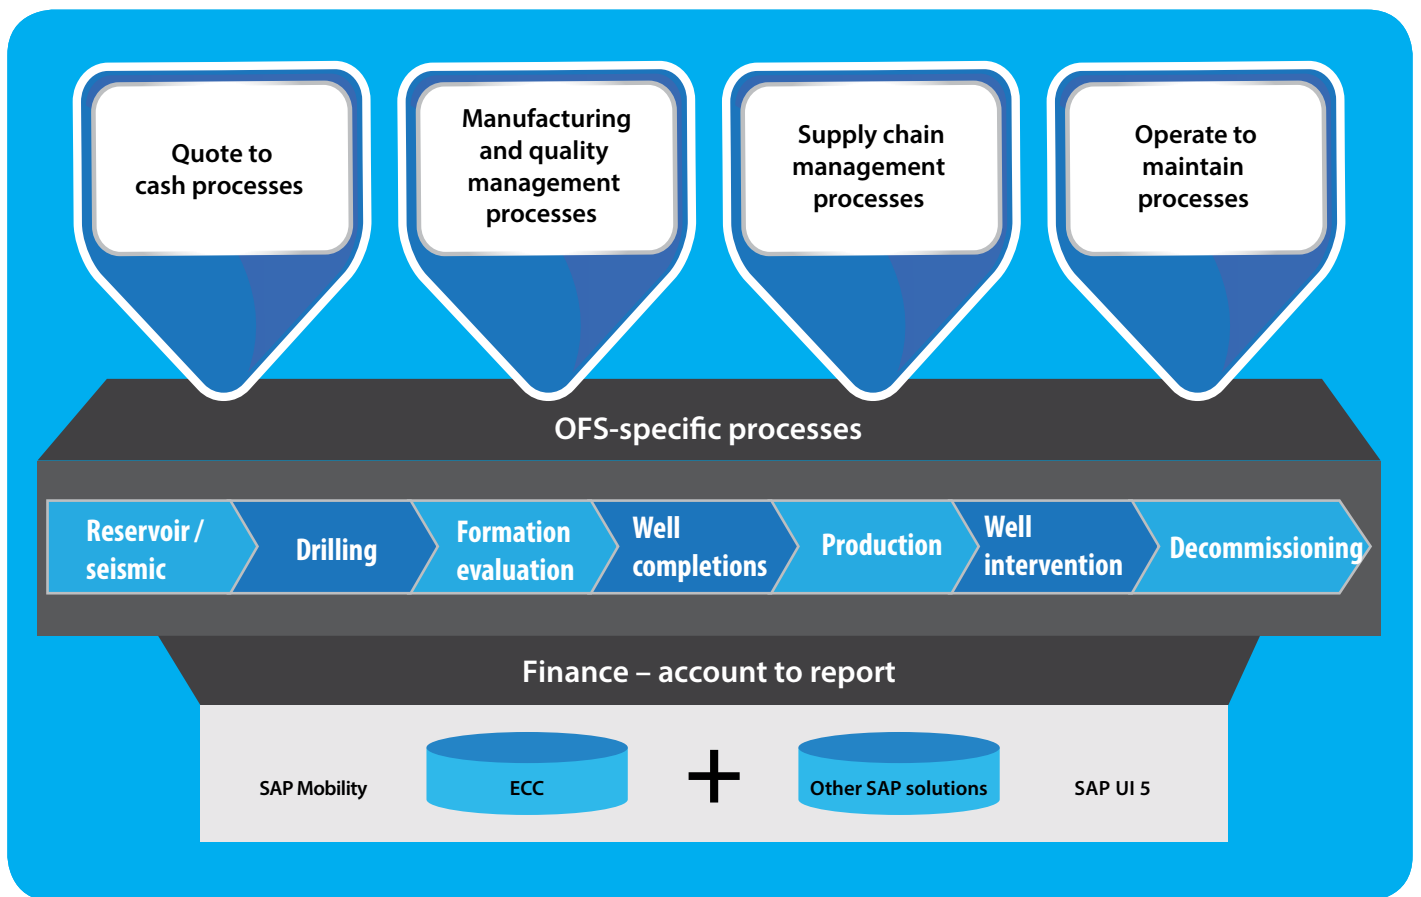 Quote to
cash processes
Manufacturing
and quality
management
processes
Supply chain
management
processes
Operate to
maintain
processes
OFS-specific processes
Reservoir /
seismic
Drilling
Formation
evaluation
Well
completions
Production
Well
intervention
Decommissioning
Finance – account to report
SAP Mobility
ECC
+
Other SAP solutions
SAP UI 5